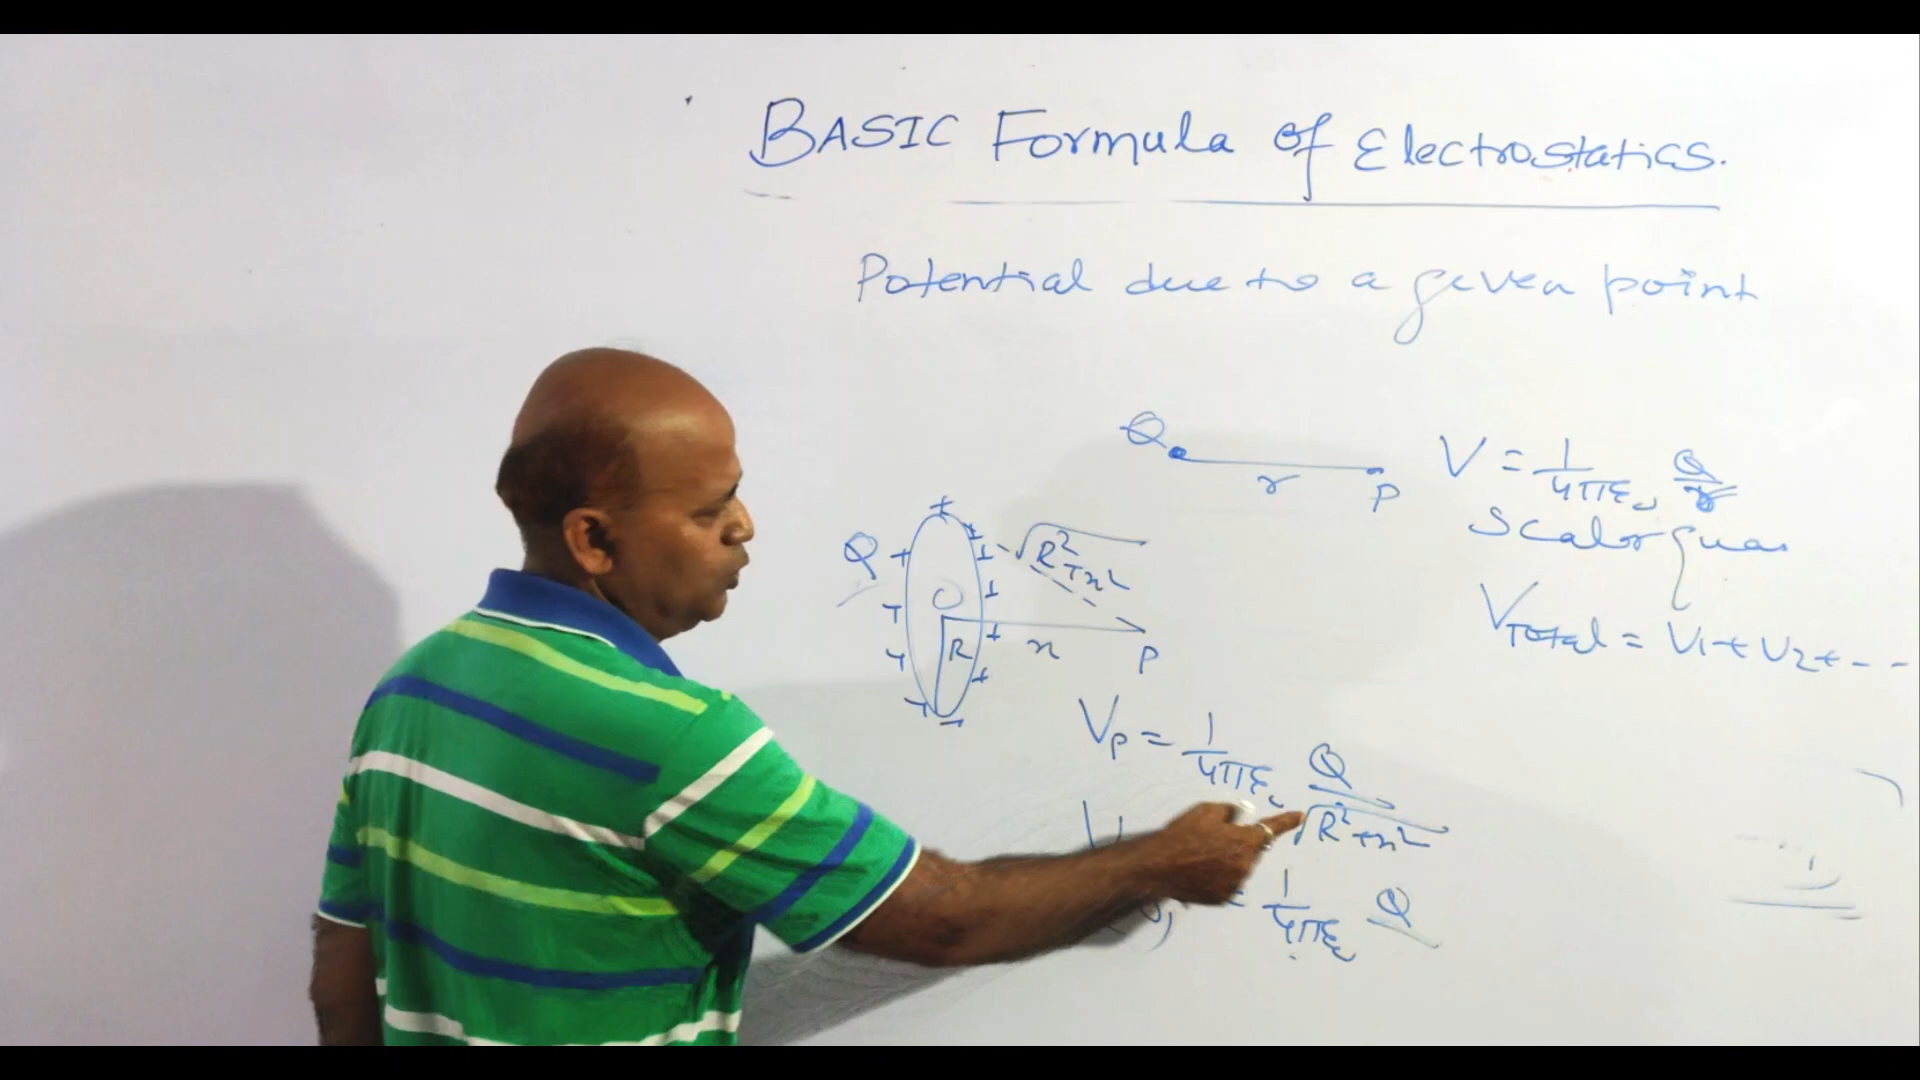 BASIC Formula of Electrostatics.
Potential due to a given point
Q r P V = 1/4πε₀ Q/r
Scalar quan
V_Total = V₁ + V₂ + ---
Q + + + + + + + + O R √R²+x² x P
V_P = 1/4πε₀ Q/√R²+x²
= 1/4πε₀ Q